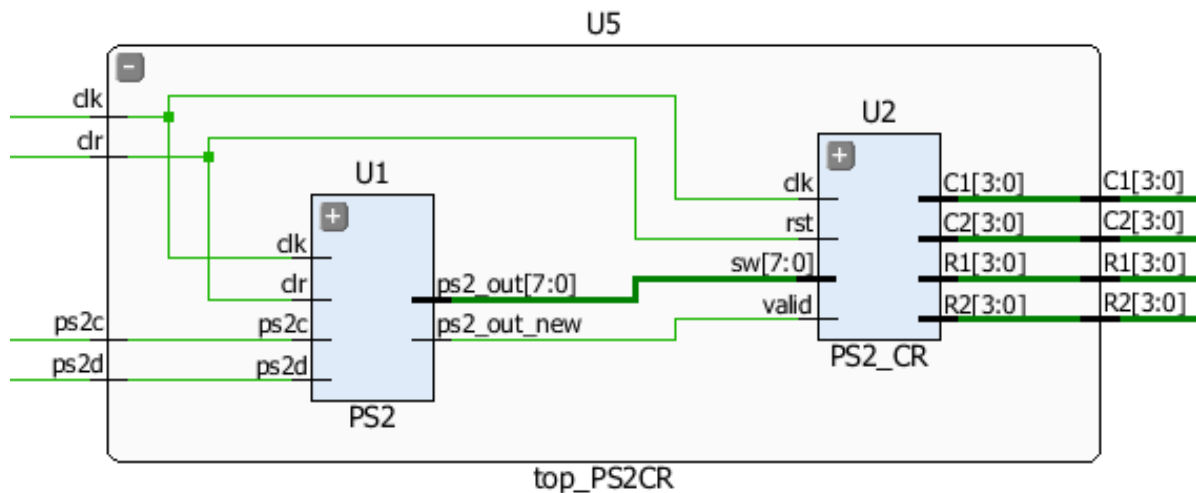 U5
clk
clr
U1
clk
clr
ps2c
ps2c
ps2d
ps2d
ps2_out[7:0]
ps2_out_new
PS2
U2
clk
rst
sw[7:0]
valid
C1[3:0]
C1[3:0]
C2[3:0]
C2[3:0]
R1[3:0]
R1[3:0]
R2[3:0]
R2[3:0]
PS2_CR
top_PS2CR